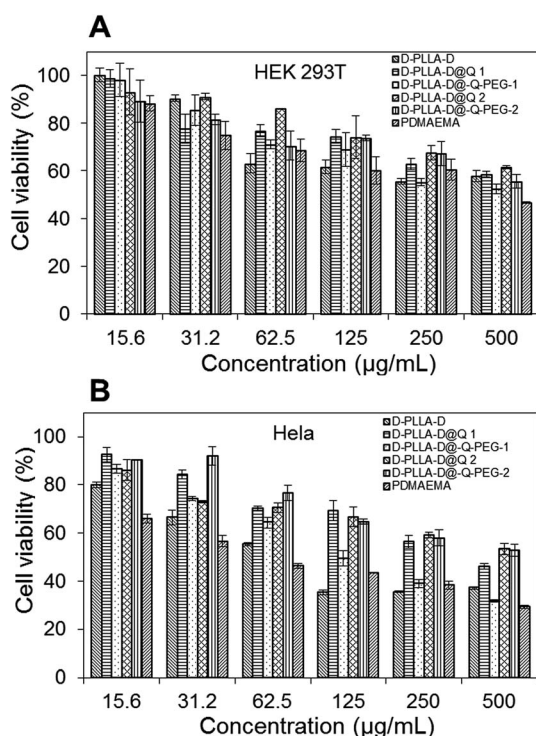 A
HEK 293T
D-PLLA-D
D-PLLA-D@Q 1
D-PLLA-D@-Q-PEG-1
D-PLLA-D@Q 2
D-PLLA-D@-Q-PEG-2
PDMAEMA
Cell viability (%)
100
80
60
40
20
0
15.6 31.2 62.5 125 250 500
Concentration (µg/mL)
B
Hela
D-PLLA-D
D-PLLA-D@Q 1
D-PLLA-D@-Q-PEG-1
D-PLLA-D@Q 2
D-PLLA-D@-Q-PEG-2
PDMAEMA
Cell viability (%)
100
80
60
40
20
0
15.6 31.2 62.5 125 250 500
Concentration (µg/mL)